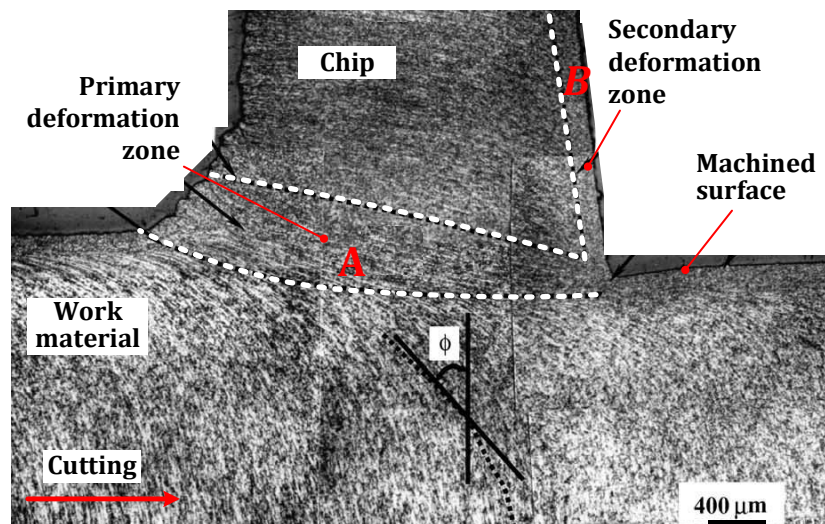 Chip
Primary
deformation
zone
Secondary
deformation
zone
B
Machined
surface
A
Work
material
ϕ
Cutting
400 µm